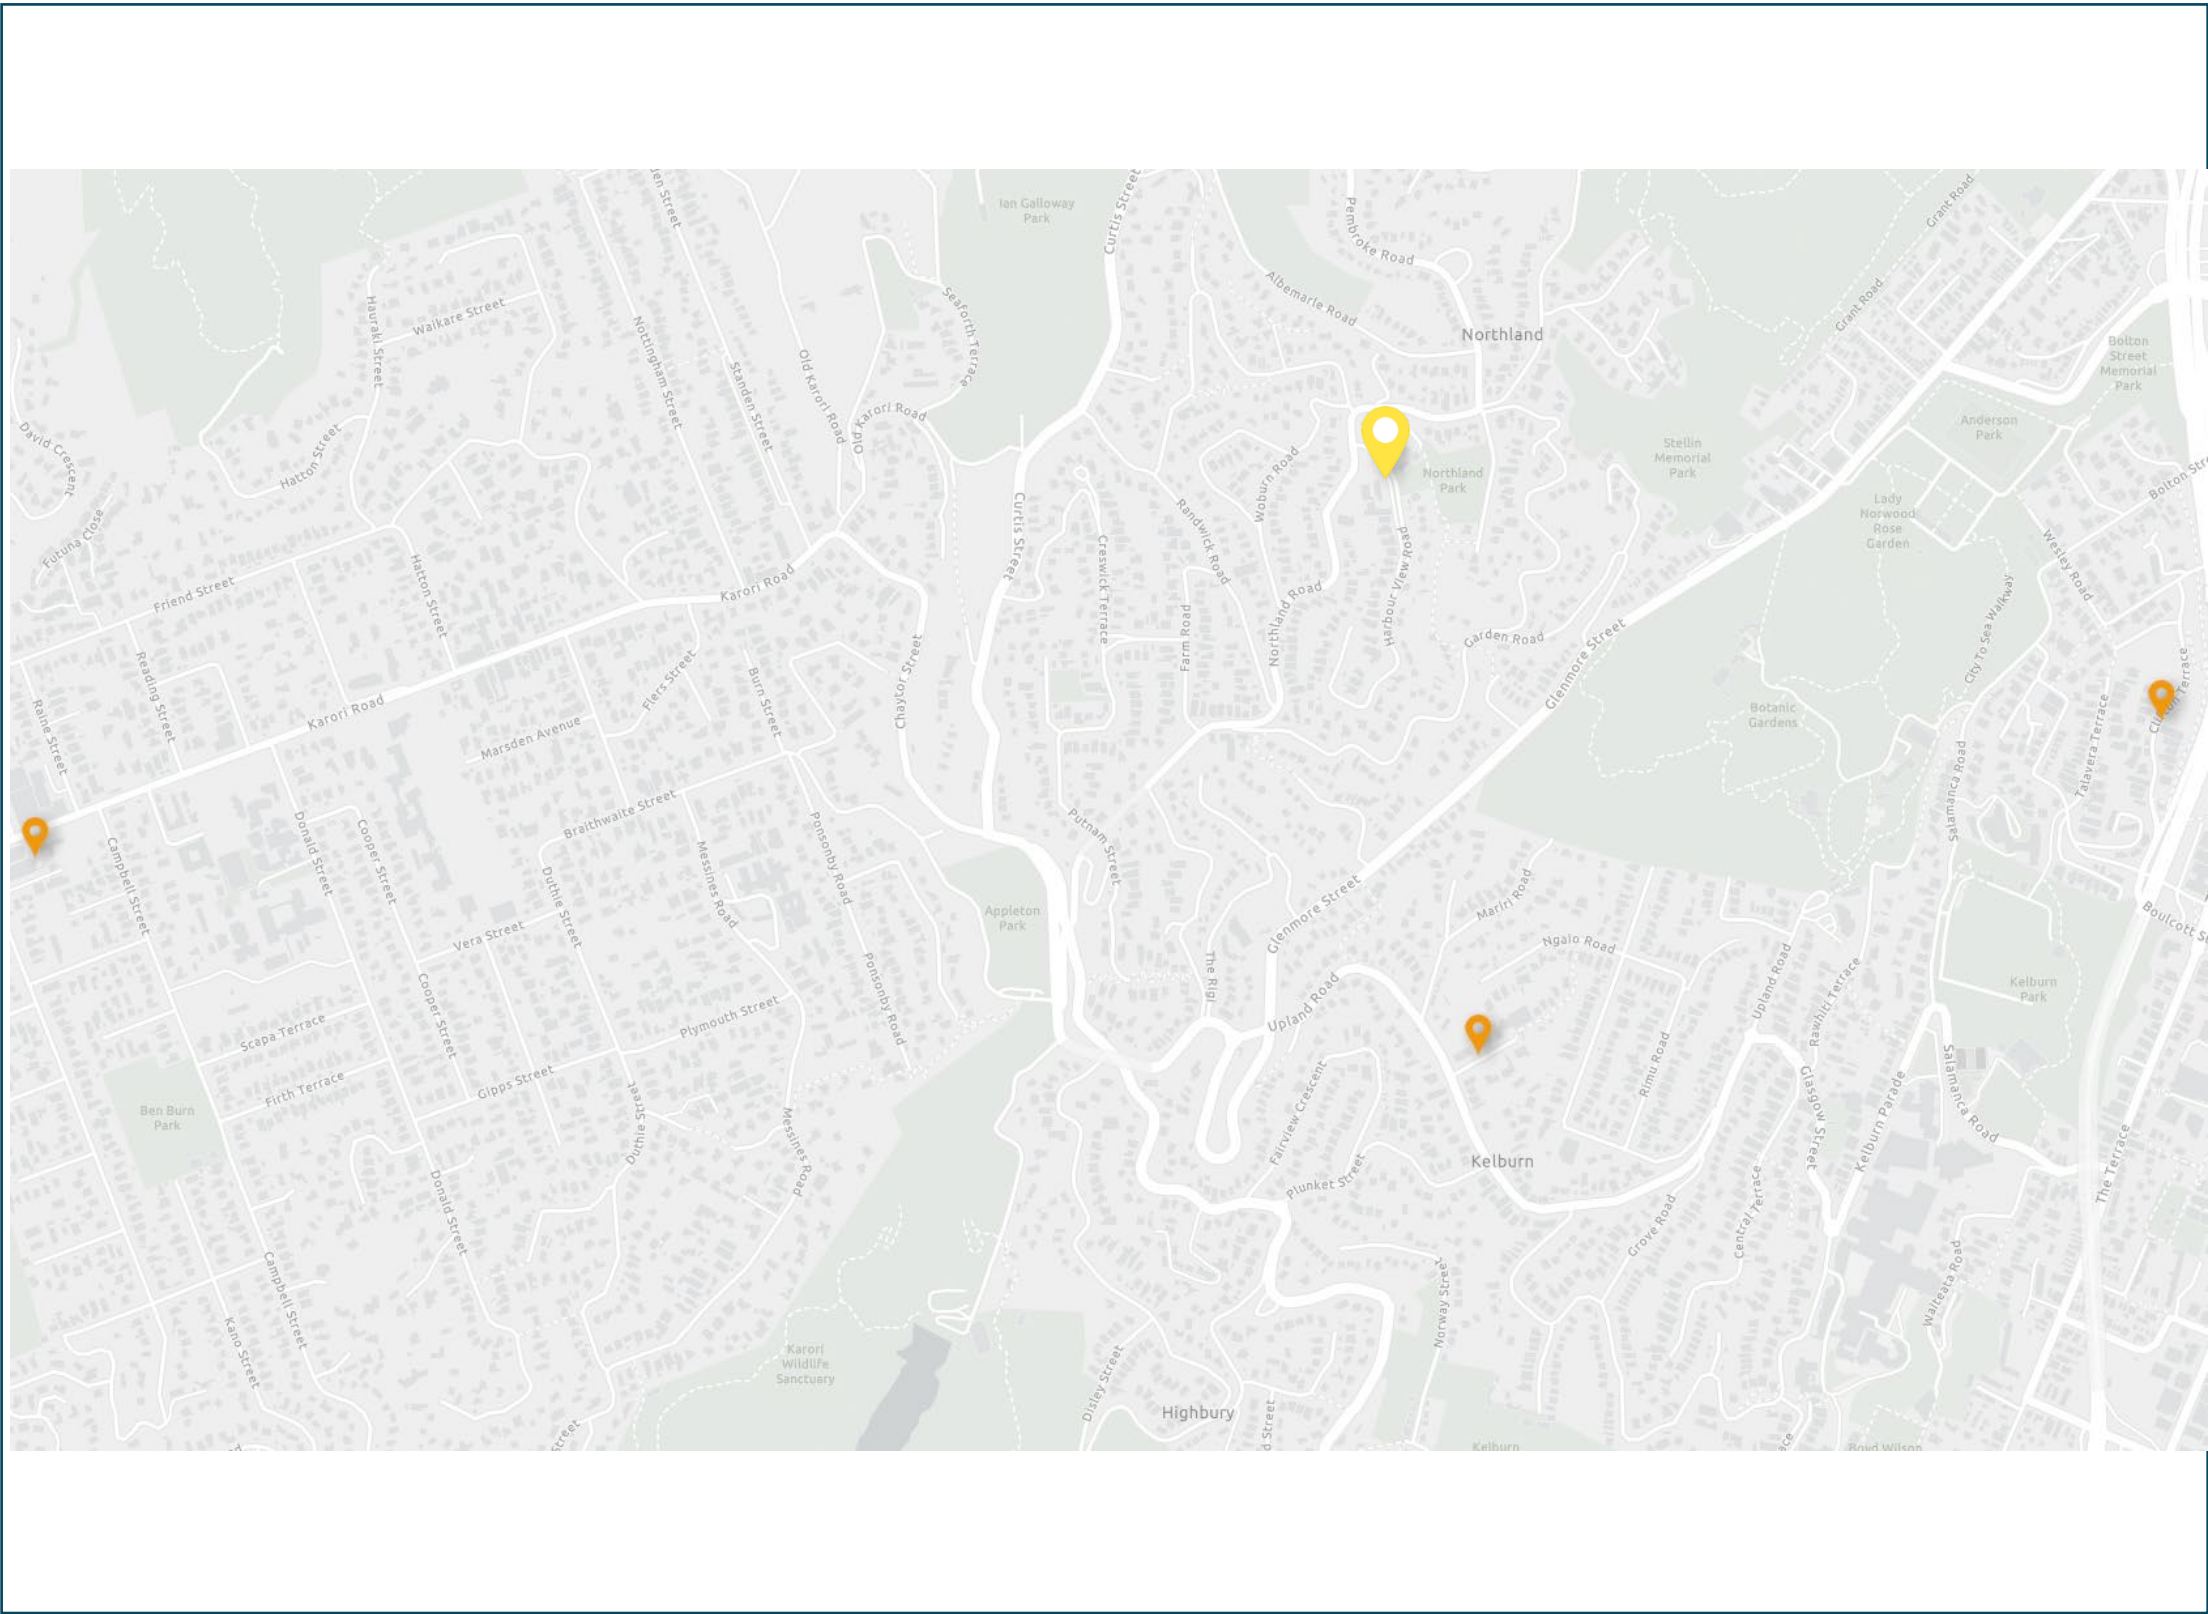 den Street
Ian Galloway
Park
Curtis Street
Pembroke Road
Grant Road
Albemarle Road
Northland
Grant Road
Hauraki Street
Waikare Street
Nottingham Street
Standen Street
Old Karori Road
Old Karori Road
Seaforth Terrace
Bolton
Street
Memorial
Park
Anderson
Park
Stellin
Memorial
Park
Northland
Park
Lady
Norwood
Rose
Garden
Bolton Stre
David Crescent
Hatton Street
Futuna Close
Friend Street
Hatton Street
Karori Road
Curtis Street
Creswick Terrace
Randwick Road
Woburn Road
Farm Road
Northland Road
Harbour View Road
Garden Road
Glenmore Street
City To Sea Walkway
Wesley Road
Raine Street
Reading Street
Karori Road
Marsden Avenue
Fliers Street
Burn Street
Chaytor Street
Botanic
Gardens
Talavera Terrace
Salamanca Road
Campbell Street
Donald Street
Cooper Street
Braithwaite Street
Duthie Street
Messines Road
Ponsonby Road
Putnam Street
Glenmore Street
Mariri Road
Ngaio Road
Upland Road
Rawhiti Terrace
Boulcott S
Kelburn
Park
Appleton
Park
Vera Street
Cooper Street
Ponsonby Road
Plymouth Street
The Rigi
Upland Road
Scapa Terrace
Firth Terrace
Gipps Street
Ben Burn
Park
Duthie Street
Messines Road
Fairview Crescent
Plunket Street
Kelburn
Rimu Road
Glasgow Street
Kelburn Parade
Salamanca Road
The Terrace
Donald Street
Campbell Street
Kano Street
Grove Road
Central Terrace
Waiteata Road
Norway Street
Karori
Wildlife
Sanctuary
Disley Street
Highbury
d Street
Street
Kelburn
ace
Boyd Wilson